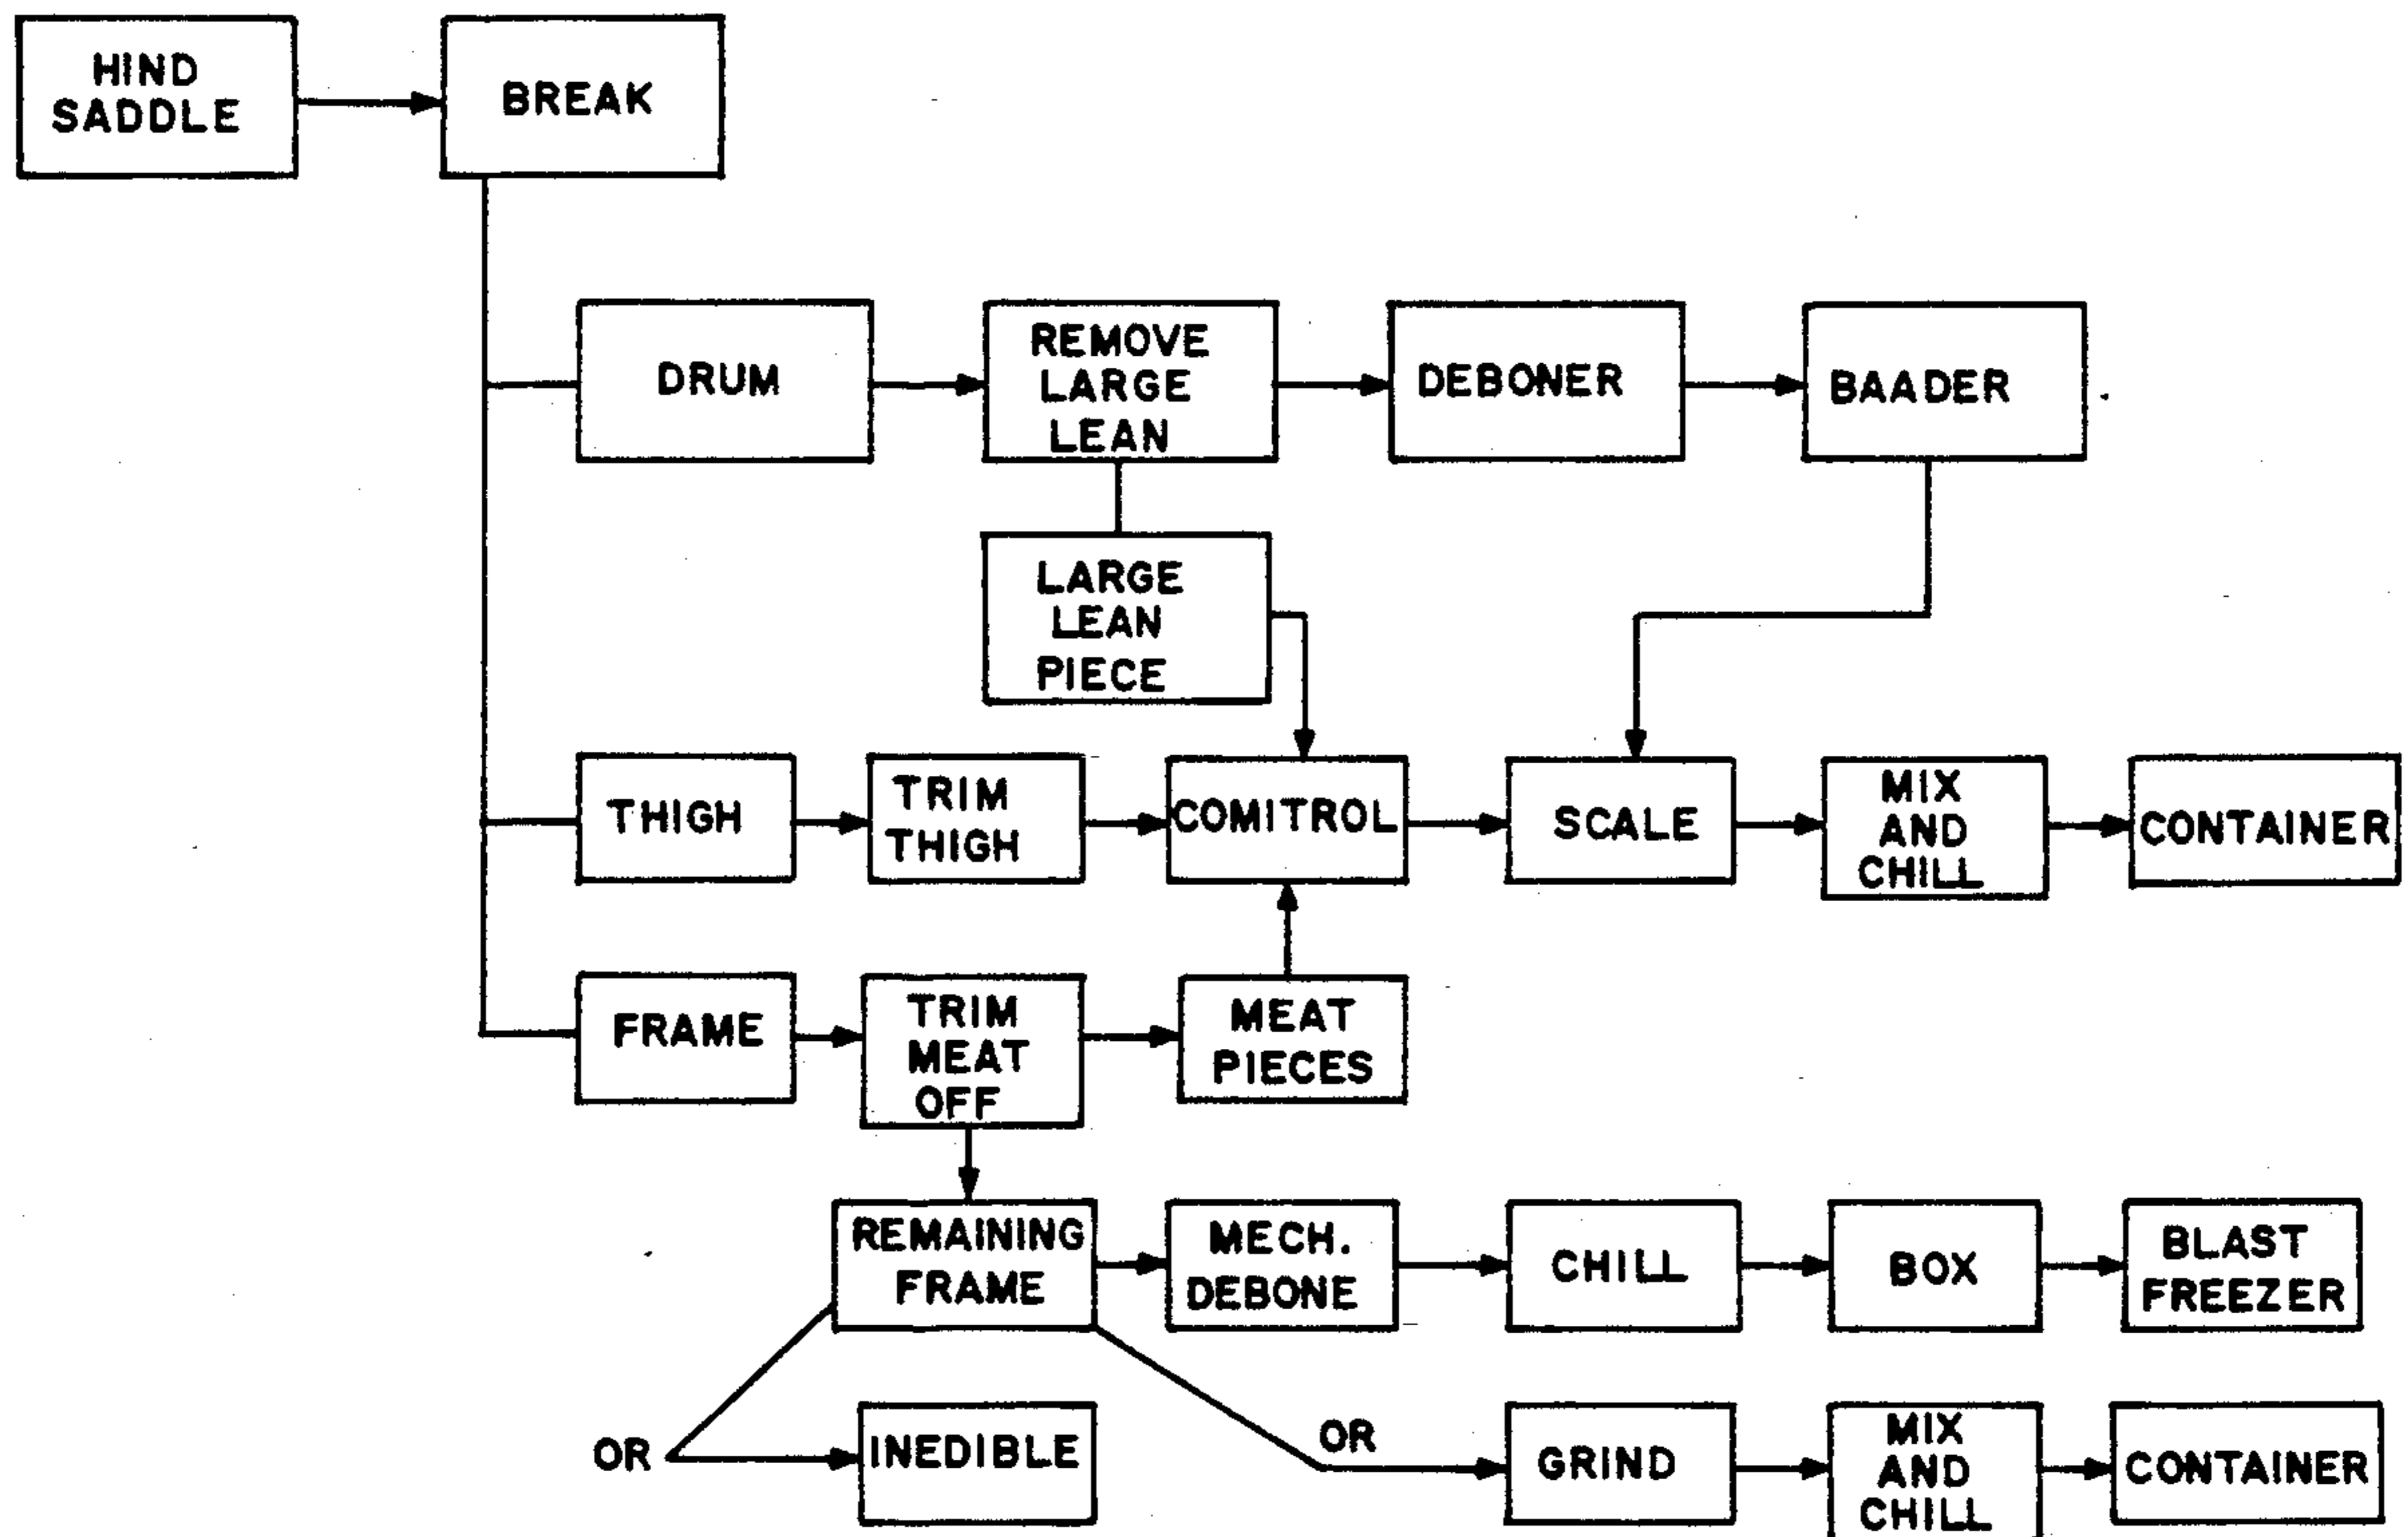 HIND
SADDLE
BREAK
DRUM
REMOVE
LARGE
LEAN
DEBONER
BAADER
LARGE
LEAN
PIECE
THIGH
TRIM
THIGH
COMITROL
SCALE
MIX
AND
CHILL
CONTAINER
FRAME
TRIM
MEAT
OFF
MEAT
PIECES
REMAINING
FRAME
MECH.
DEBONE
CHILL
BOX
BLAST
FREEZER
OR
INEDIBLE
OR
GRIND
MIX
AND
CHILL
CONTAINER